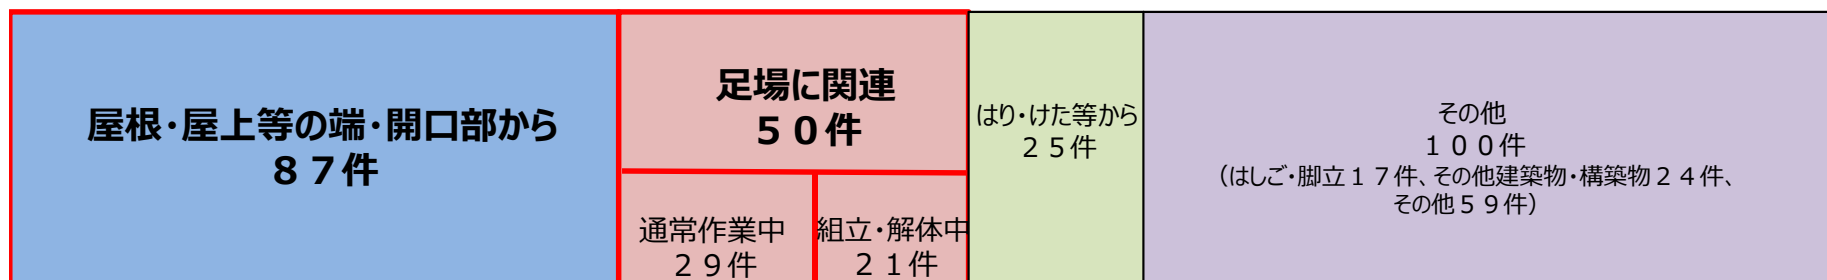 屋根・屋上等の端・開口部から
８７件
足場に関連
５０件
通常作業中
２９件
組立・解体中
２１件
はり・けた等から
２５件
その他
１００件
（はしご・脚立１７件、その他建築物・構築物２４件、
その他５９件）